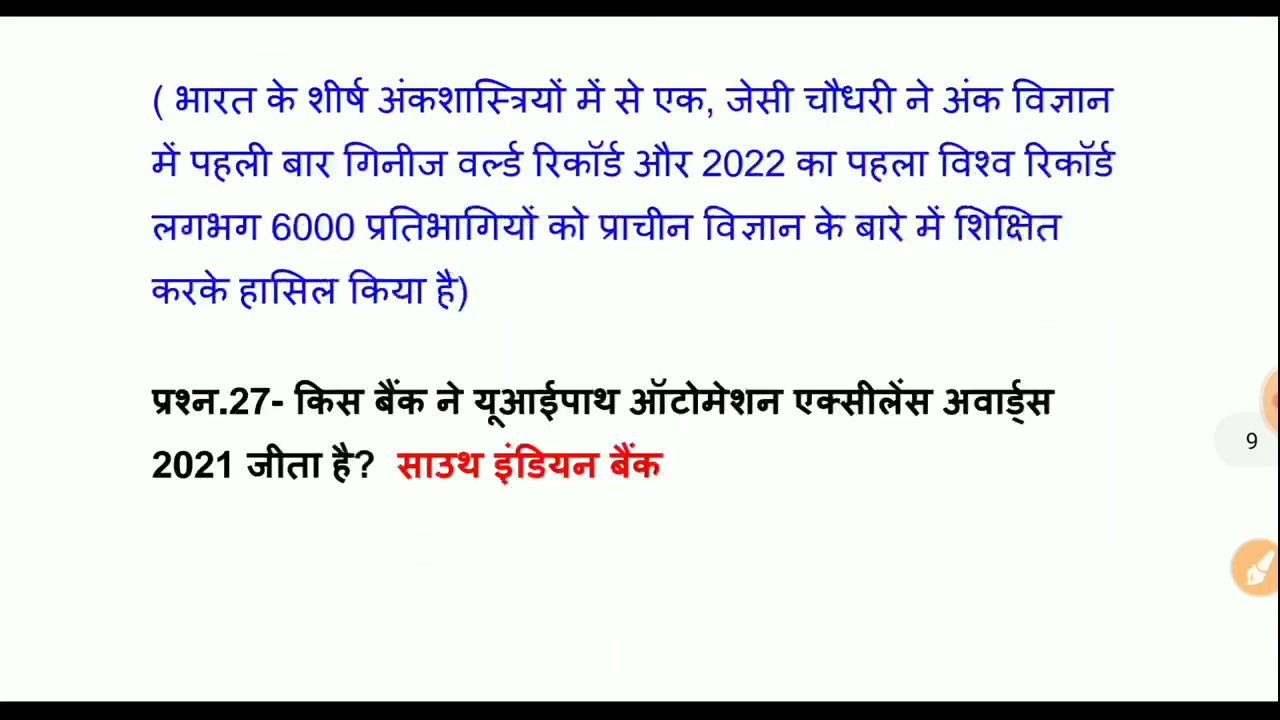 ( भारत के शीर्ष अंकशास्त्रियों में से एक, जेसी चौधरी ने अंक विज्ञान
में पहली बार गिनीज वर्ल्ड रिकॉर्ड और 2022 का पहला विश्व रिकॉर्ड
लगभग 6000 प्रतिभागियों को प्राचीन विज्ञान के बारे में शिक्षित
करके हासिल किया है)
प्रश्न.27- किस बैंक ने यूआईपाथ ऑटोमेशन एक्सीलेंस अवार्ड्स
2021 जीता है? साउथ इंडियन बैंक
9